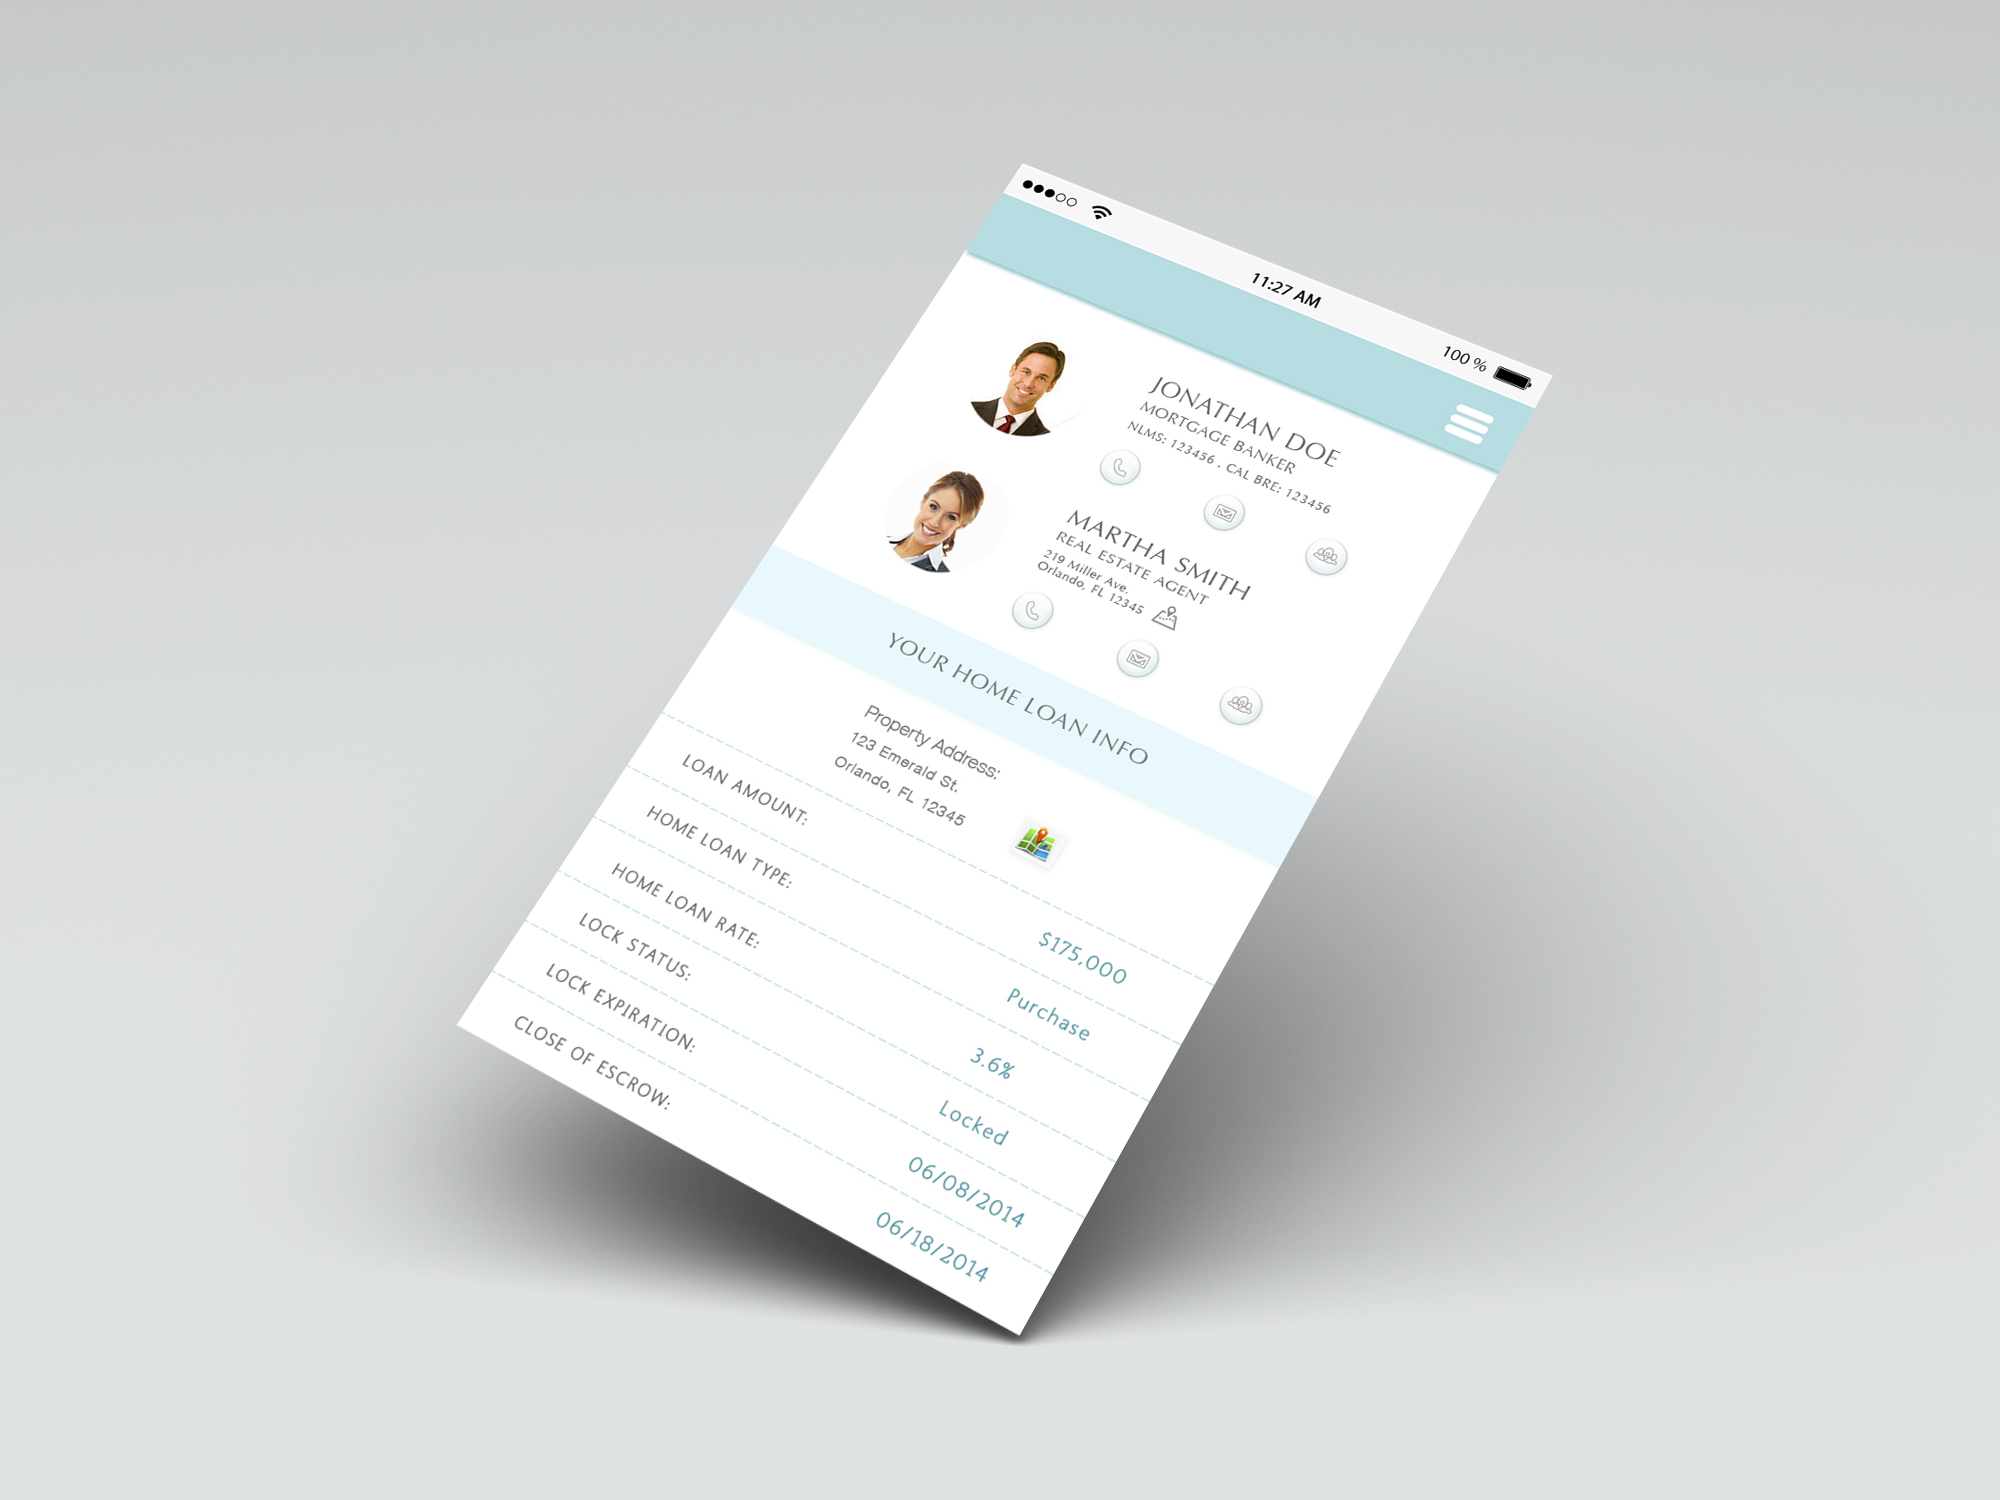 11:27 AM
100 %
JONATHAN DOE
MORTGAGE BANKER
NLMS: 123456 . CAL BRE: 123456
MARTHA SMITH
REAL ESTATE AGENT
219 Miller Ave.
Orlando, FL 12345
YOUR HOME LOAN INFO
Property Address:
123 Emerald St.
Orlando, FL 12345
LOAN AMOUNT: $175,000
HOME LOAN TYPE: Purchase
HOME LOAN RATE: 3.6%
LOCK STATUS: Locked
LOCK EXPIRATION: 06/08/2014
CLOSE OF ESCROW: 06/18/2014